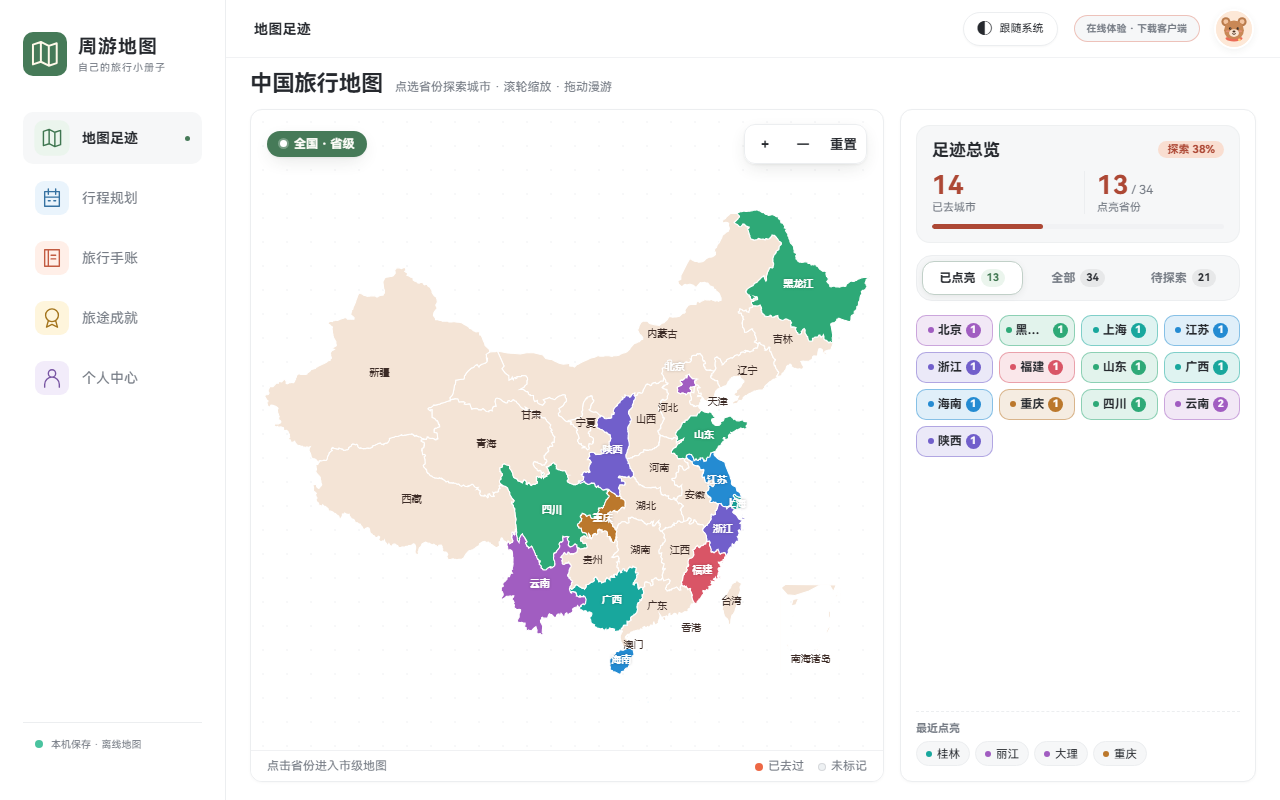 周游地图
自己的旅行小册子
地图足迹
行程规划
旅行手账
旅途成就
个人中心
本机保存 · 离线地图
地图足迹
跟随系统
在线体验 · 下载客户端
中国旅行地图
点选省份探索城市 · 滚轮缩放 · 拖动漫游
全国 · 省级
+ — 重置
黑龙江
内蒙古
吉林
北京
辽宁
新疆
天津
河北
甘肃
宁夏
山西
山东
青海
陕西
河南
江苏
西藏
安徽
上海
四川
湖北
重庆
浙江
湖南
江西
贵州
福建
云南
广西
台湾
广东
香港
澳门
海南
南海诸岛
点击省份进入市级地图
已去过
未标记
足迹总览
探索 38%
14
已去城市
13 / 34
点亮省份
已点亮 13
全部 34
待探索 21
北京 1
黑... 1
上海 1
江苏 1
浙江 1
福建 1
山东 1
广西 1
海南 1
重庆 1
四川 1
云南 2
陕西 1
最近点亮
桂林
丽江
大理
重庆